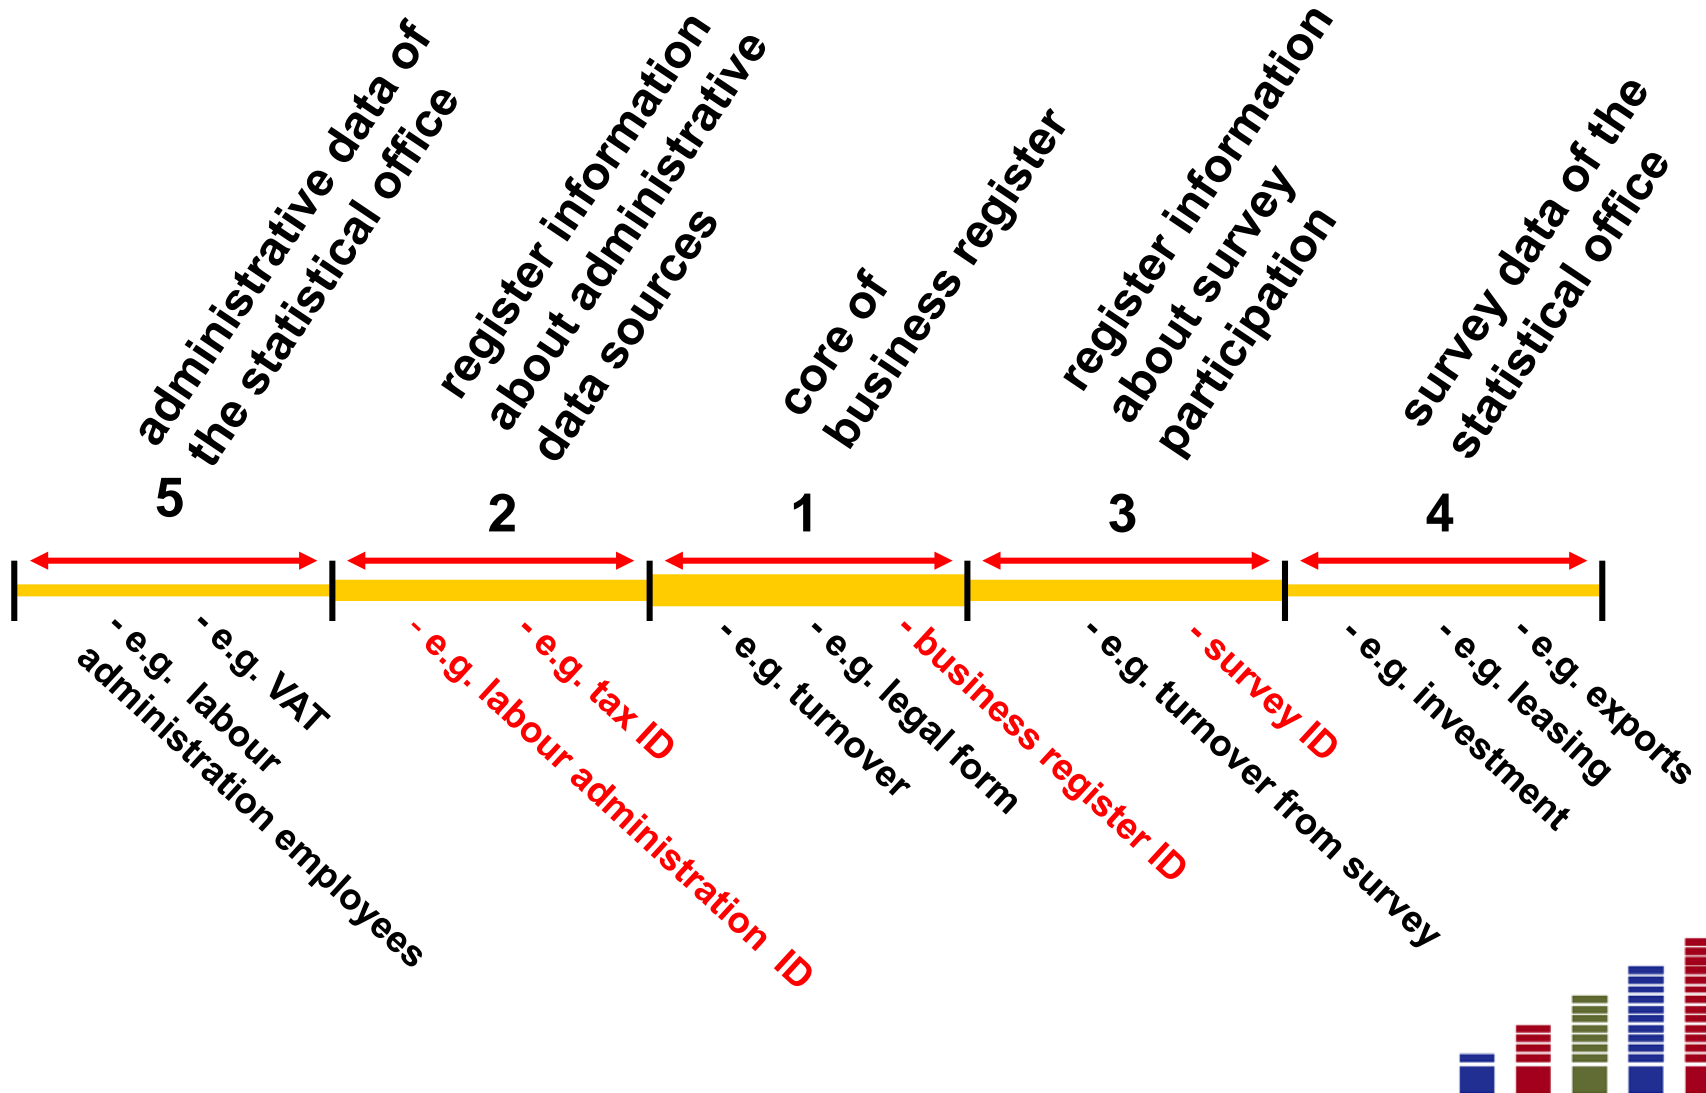 administrative data of
the statistical office
register information
about administrative
data sources
core of
business register
register information
about survey
participation
survey data of the
statistical office
5
2
1
3
4
- e.g. labour
administration employees
- e.g. VAT
- e.g. labour administration ID
- e.g. tax ID
- e.g. turnover
- e.g. legal form
- business register ID
- e.g. turnover from survey
- survey ID
- e.g. investment
- e.g. leasing
- e.g. exports